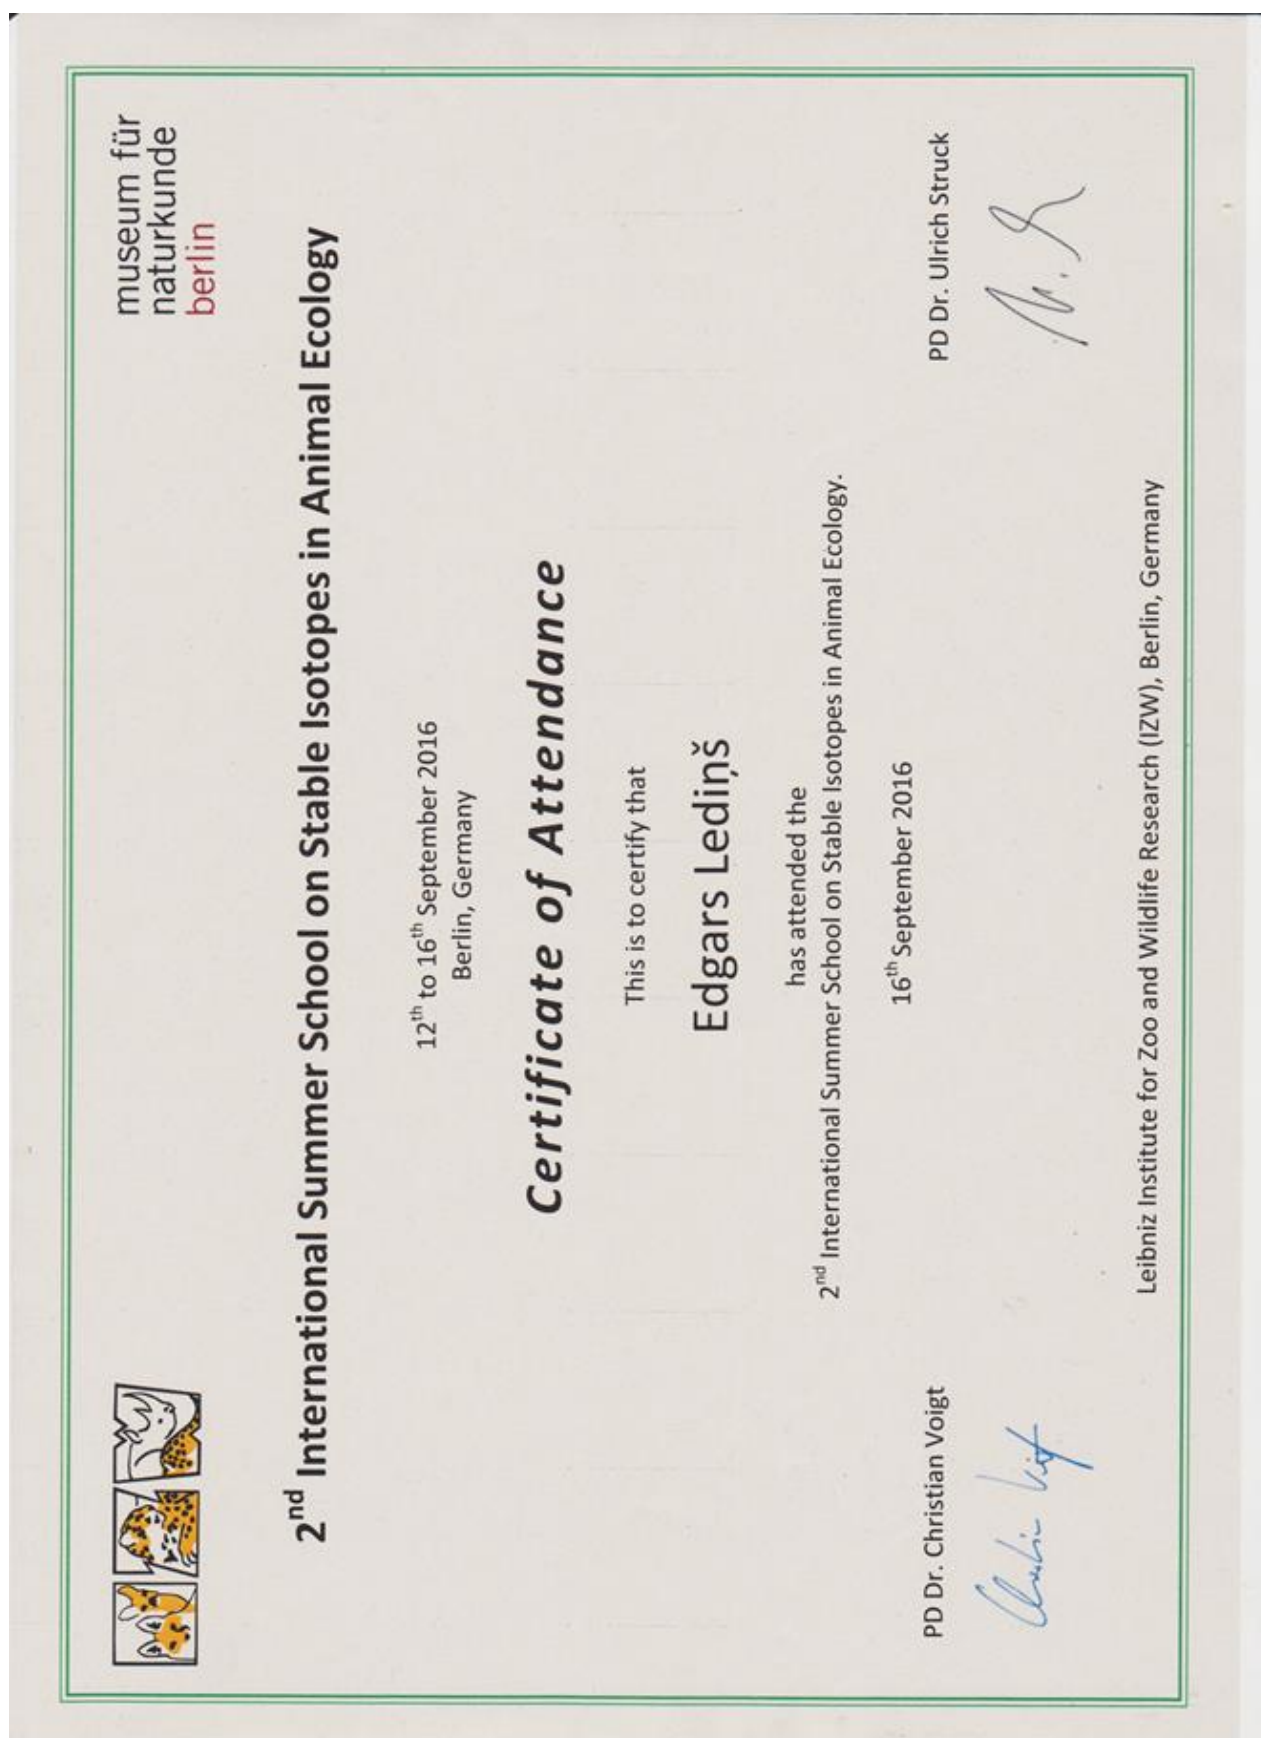 museum für
naturkunde
berlin
2nd International Summer School on Stable Isotopes in Animal Ecology
12th to 16th September 2016
Berlin, Germany
Certificate of Attendance
This is to certify that
Edgars Lediņš
has attended the
2nd International Summer School on Stable Isotopes in Animal Ecology.
16th September 2016
PD Dr. Christian Voigt
PD Dr. Ulrich Struck
Christian Voigt
Leibniz Institute for Zoo and Wildlife Research (IZW), Berlin, Germany